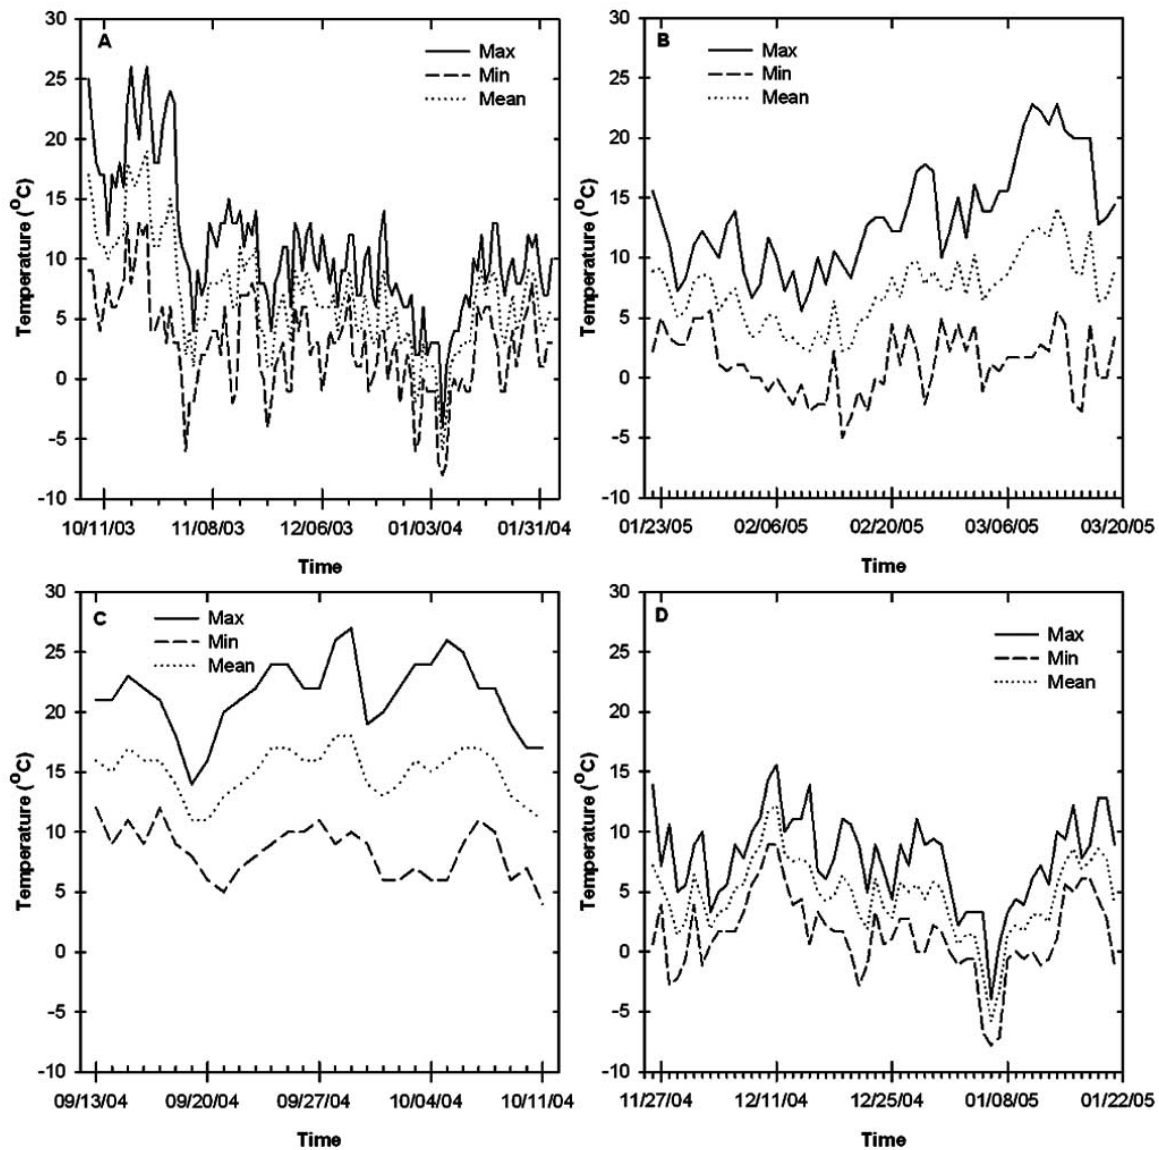 A
Max
Min
Mean
30
25
20
15
10
5
0
-5
-10
Temperature (°C)
10/11/03 11/08/03 12/06/03 01/03/04 01/31/04
Time
B
Max
Min
Mean
30
25
20
15
10
5
0
-5
-10
Temperature (°C)
01/23/05 02/06/05 02/20/05 03/06/05 03/20/05
Time
C
Max
Min
Mean
30
25
20
15
10
5
0
-5
-10
Temperature (°C)
09/13/04 09/20/04 09/27/04 10/04/04 10/11/04
Time
D
Max
Min
Mean
30
25
20
15
10
5
0
-5
-10
Temperature (°C)
11/27/04 12/11/04 12/25/04 01/08/05 01/22/05
Time